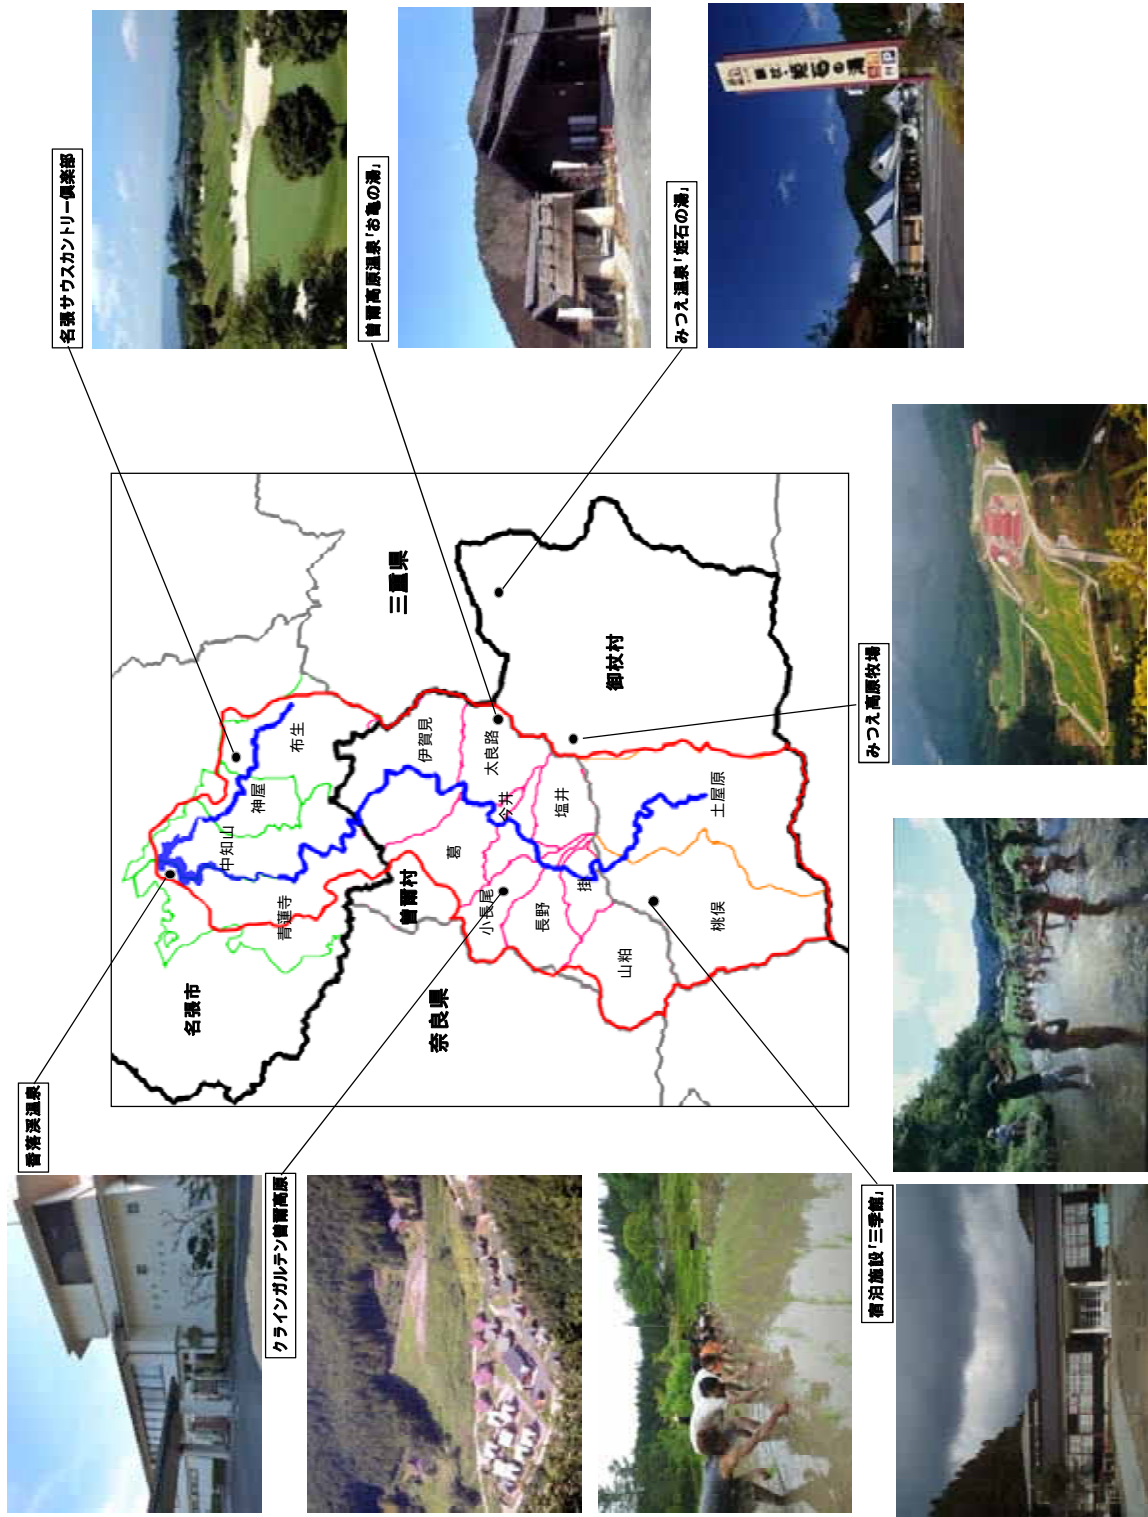 香落渓温泉
名張サウスカントリー倶楽部
クラインガルテン曽爾高原
曽爾高原温泉「お亀の湯」
みつえ温泉「姫石の湯」
宿泊施設「三季館」
みつえ高原牧場
名張市
三重県
奈良県
曽爾村
御杖村
青蓮寺
中知山
神屋
布生
伊賀見
葛
太良路
今井
小長尾
塩井
長野
掛
山粕
桃俣
土屋原
姫石の湯